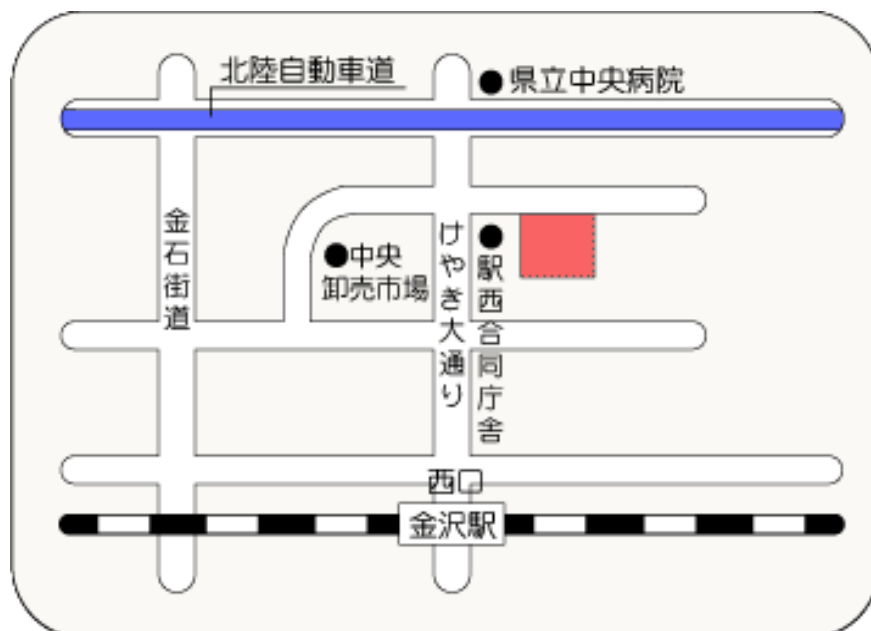 北陸自動車道
県立中央病院
金石街道
中央
卸売市場
けやき大通り
駅西合同庁舎
西口
金沢駅